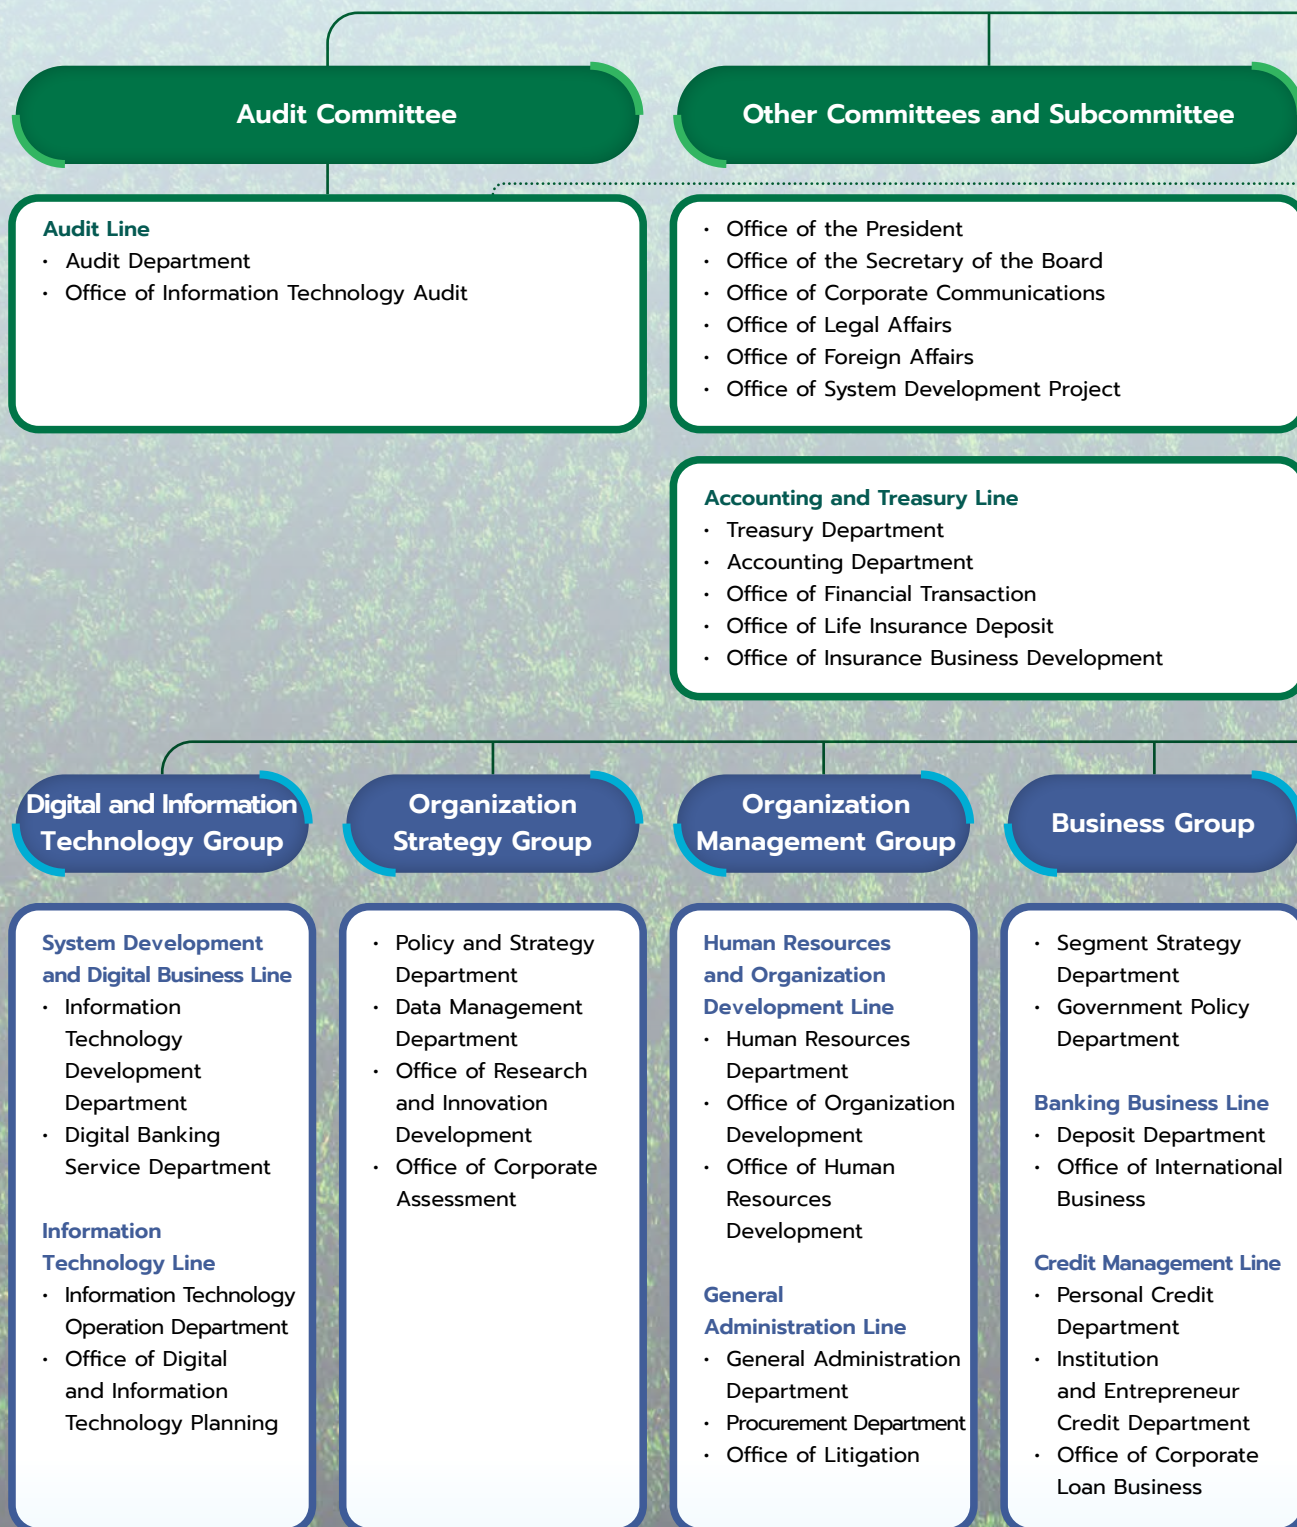 Audit Committee
Other Committees and Subcommittee
Audit Line
• Audit Department
• Office of Information Technology Audit
• Office of the President
• Office of the Secretary of the Board
• Office of Corporate Communications
• Office of Legal Affairs
• Office of Foreign Affairs
• Office of System Development Project
Accounting and Treasury Line
• Treasury Department
• Accounting Department
• Office of Financial Transaction
• Office of Life Insurance Deposit
• Office of Insurance Business Development
Digital and Information
Technology Group
Organization
Strategy Group
Organization
Management Group
Business Group
System Development
and Digital Business Line
• Information
Technology
Development
Department
• Digital Banking
Service Department
Information
Technology Line
• Information Technology
Operation Department
• Office of Digital
and Information
Technology Planning
• Policy and Strategy
Department
• Data Management
Department
• Office of Research
and Innovation
Development
• Office of Corporate
Assessment
Human Resources
and Organization
Development Line
• Human Resources
Department
• Office of Organization
Development
• Office of Human
Resources
Development
General
Administration Line
• General Administration
Department
• Procurement Department
• Office of Litigation
• Segment Strategy
Department
• Government Policy
Department
Banking Business Line
• Deposit Department
• Office of International
Business
Credit Management Line
• Personal Credit
Department
• Institution
and Entrepreneur
Credit Department
• Office of Corporate
Loan Business